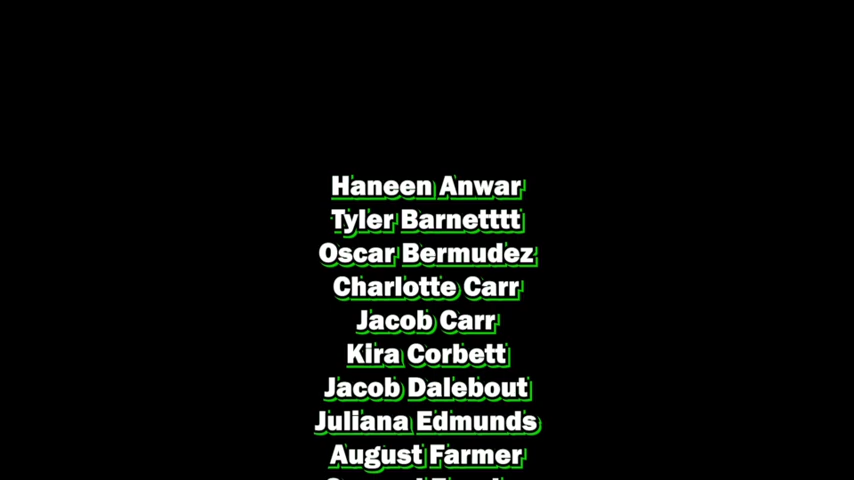 Haneen Anwar
Tyler Barnetttt
Oscar Bermudez
Charlotte Carr
Jacob Carr
Kira Corbett
Jacob Dalebout
Juliana Edmunds
August Farmer